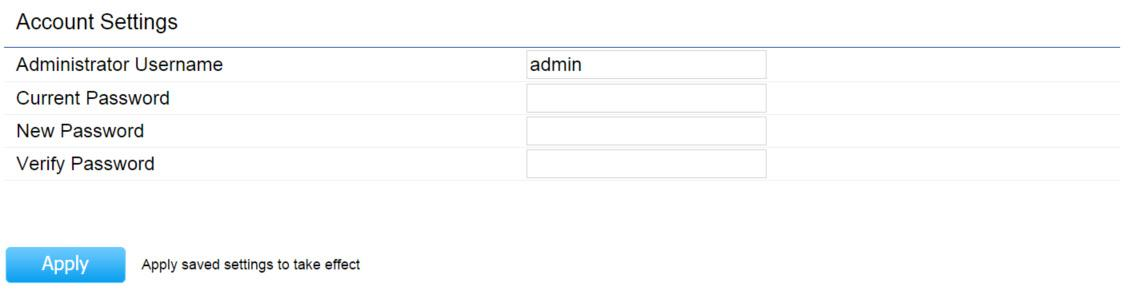 Account Settings
Administrator Username admin
Current Password
New Password
Verify Password
Apply Apply saved settings to take effect